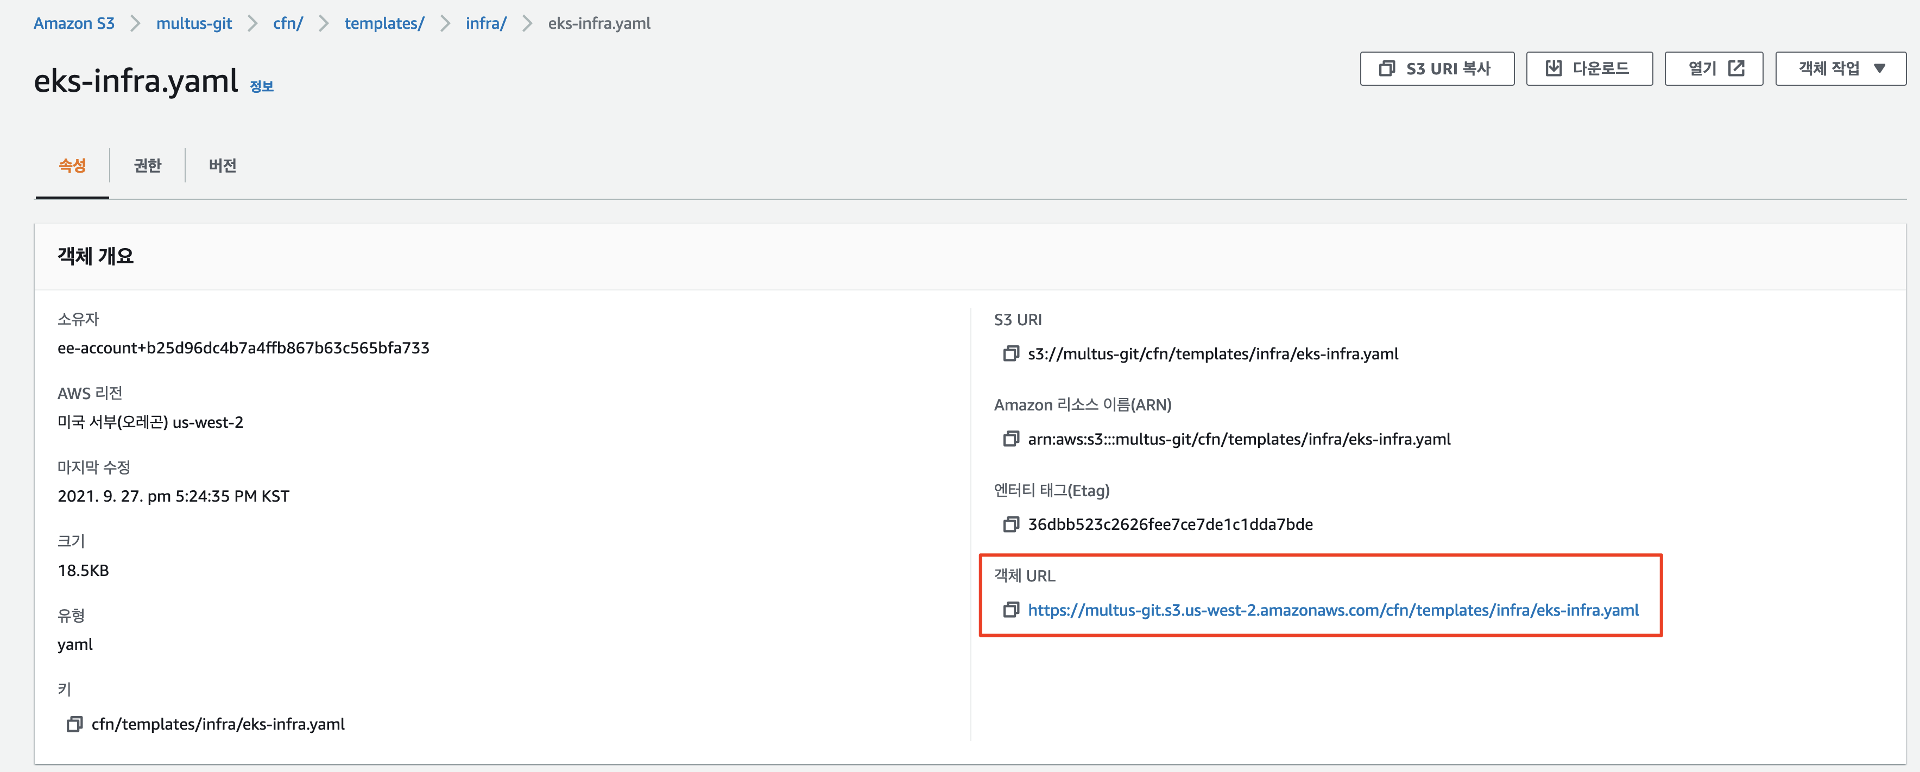 Amazon S3 > multus-git > cfn/ > templates/ > infra/ > eks-infra.yaml
eks-infra.yaml 정보
S3 URI 복사 다운로드 열기 객체 작업 ▼
속성 권한 버전
객체 개요
소유자
ee-account+b25d96dc4b7a4ffb867b63c565bfa733
AWS 리전
미국 서부(오레곤) us-west-2
마지막 수정
2021. 9. 27. pm 5:24:35 PM KST
크기
18.5KB
유형
yaml
키
cfn/templates/infra/eks-infra.yaml
S3 URI
s3://multus-git/cfn/templates/infra/eks-infra.yaml
Amazon 리소스 이름(ARN)
arn:aws:s3:::multus-git/cfn/templates/infra/eks-infra.yaml
엔터티 태그(Etag)
36dbb523c2626fee7ce7de1c1dda7bde
객체 URL
https://multus-git.s3.us-west-2.amazonaws.com/cfn/templates/infra/eks-infra.yaml